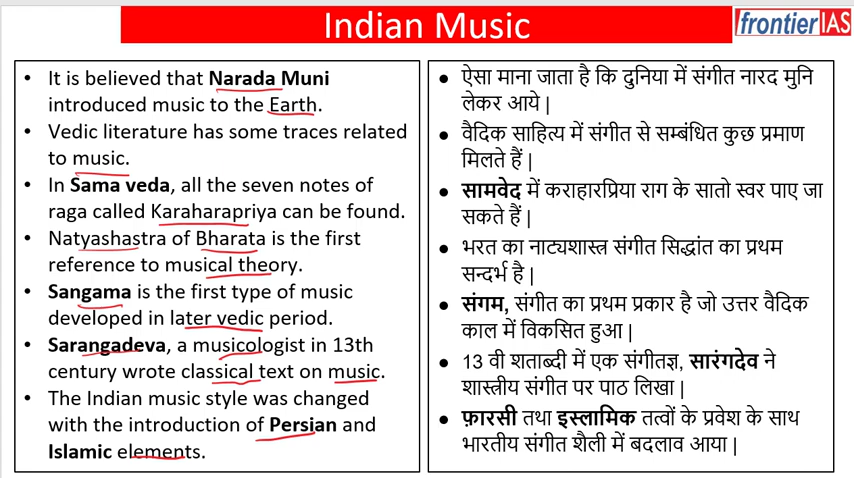 Indian Music
frontierIAS
• It is believed that Narada Muni
introduced music to the Earth.
• Vedic literature has some traces related
to music.
• In Sama veda, all the seven notes of
raga called Karaharapriya can be found.
• Natyashastra of Bharata is the first
reference to musical theory.
• Sangama is the first type of music
developed in later vedic period.
• Sarangadeva, a musicologist in 13th
century wrote classical text on music.
• The Indian music style was changed
with the introduction of Persian and
Islamic elements.
• ऐसा माना जाता है कि दुनिया में संगीत नारद मुनि
लेकर आये |
• वैदिक साहित्य में संगीत से सम्बंधित कुछ प्रमाण
मिलते हैं |
• सामवेद में कराहारप्रिया राग के सातो स्वर पाए जा
सकते हैं |
• भरत का नाट्यशास्त्र संगीत सिद्धांत का प्रथम
सन्दर्भ है |
• संगम, संगीत का प्रथम प्रकार है जो उत्तर वैदिक
काल में विकसित हुआ |
• 13 वी शताब्दी में एक संगीतज्ञ, सारंगदेव ने
शास्त्रीय संगीत पर पाठ लिखा |
• फ़ारसी तथा इस्लामिक तत्वों के प्रवेश के साथ
भारतीय संगीत शैली में बदलाव आया |